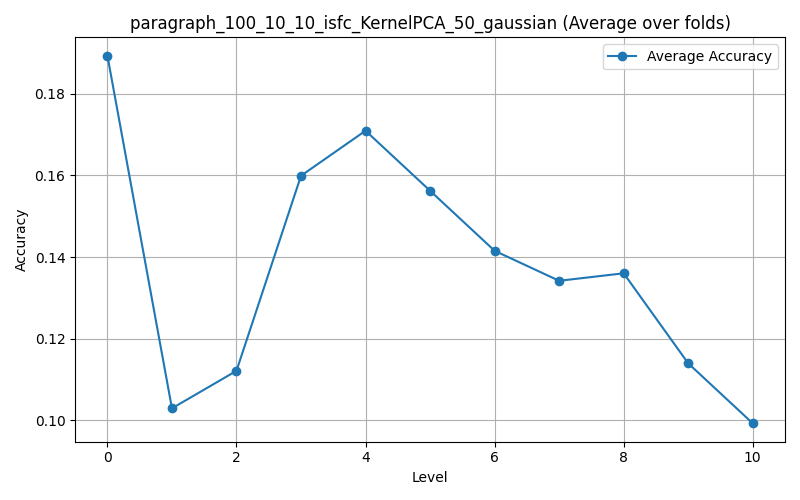 paragraph_100_10_10_isfc_KernelPCA_50_gaussian (Average over folds)
Average Accuracy
0.18
0.16
0.14
0.12
0.10
Accuracy
0 2 4 6 8 10
Level